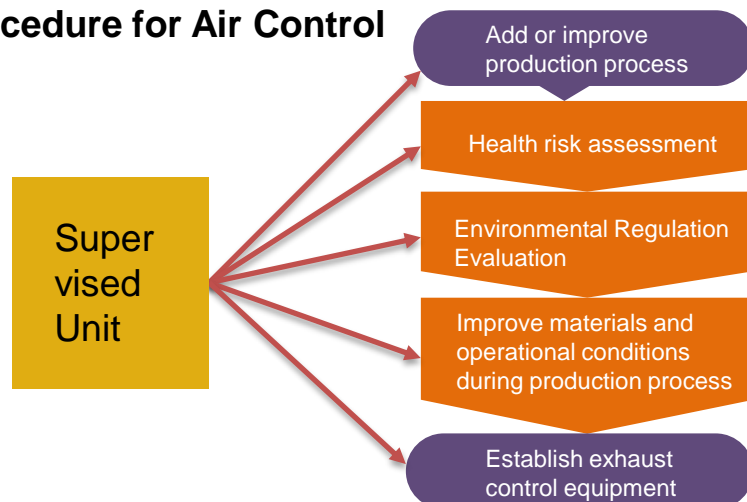 cedure for Air Control
Add or improve
production process
Health risk assessment
Super
vised
Unit
Environmental Regulation
Evaluation
Improve materials and
operational conditions
during production process
Establish exhaust
control equipment